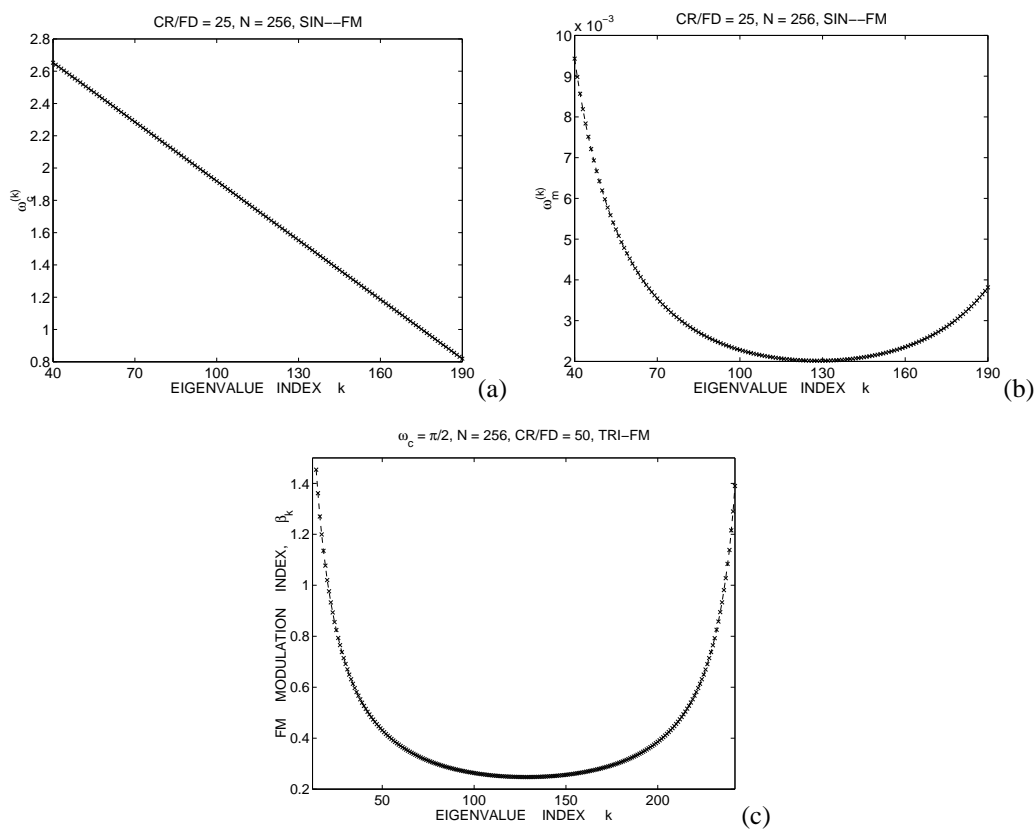 CR/FD = 25, N = 256, SIN−−FM
2.8
2.6
2.4
2.2
2
1.8
1.6
1.4
1.2
1
0.8
ω_c^(k)
40 70 100 130 160 190
EIGENVALUE INDEX k
(a)
CR/FD = 25, N = 256, SIN−−FM
x 10^−3
10
9
8
7
6
5
4
3
2
ω_m^(k)
40 70 100 130 160 190
EIGENVALUE INDEX k
(b)
ω_c = π/2, N = 256, CR/FD = 50, TRI−FM
1.4
1.2
1
0.8
0.6
0.4
0.2
FM MODULATION INDEX, β_k
50 100 150 200
EIGENVALUE INDEX k
(c)